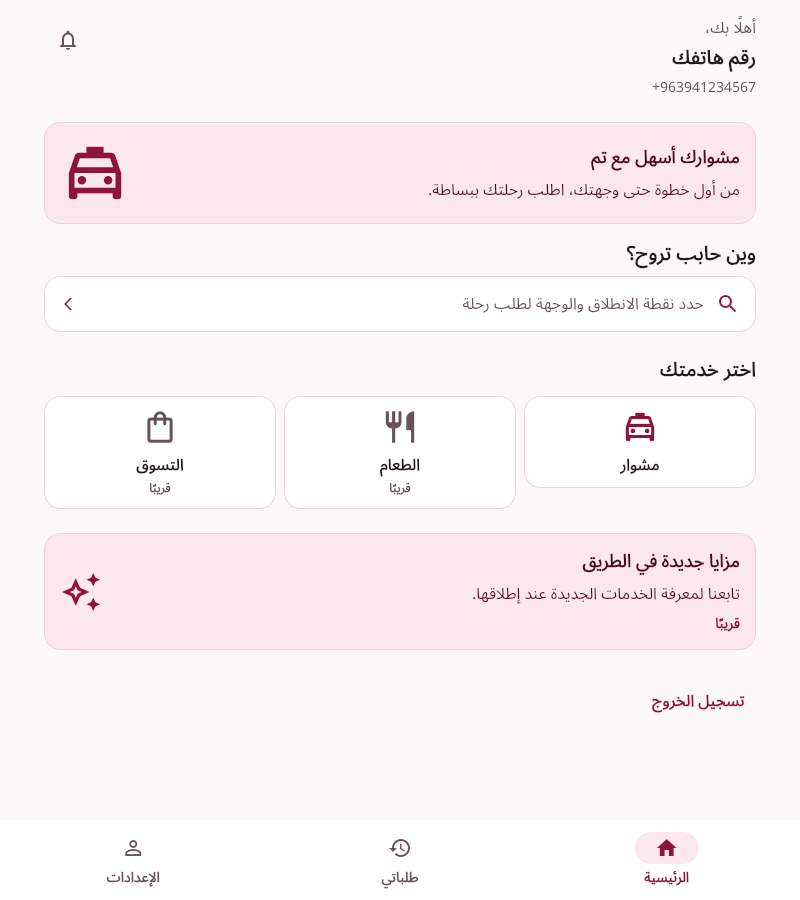 أهلًا بك،
رقم هاتفك
+963941234567
مشوارك أسهل مع تم
من أول خطوة حتى وجهتك، اطلب رحلتك ببساطة.
وين حابب تروح؟
حدد نقطة الانطلاق والوجهة لطلب رحلة
اختر خدمتك
مشوار
الطعام
قريبًا
التسوق
قريبًا
مزايا جديدة في الطريق
تابعنا لمعرفة الخدمات الجديدة عند إطلاقها.
قريبًا
تسجيل الخروج
الرئيسية
طلباتي
الإعدادات